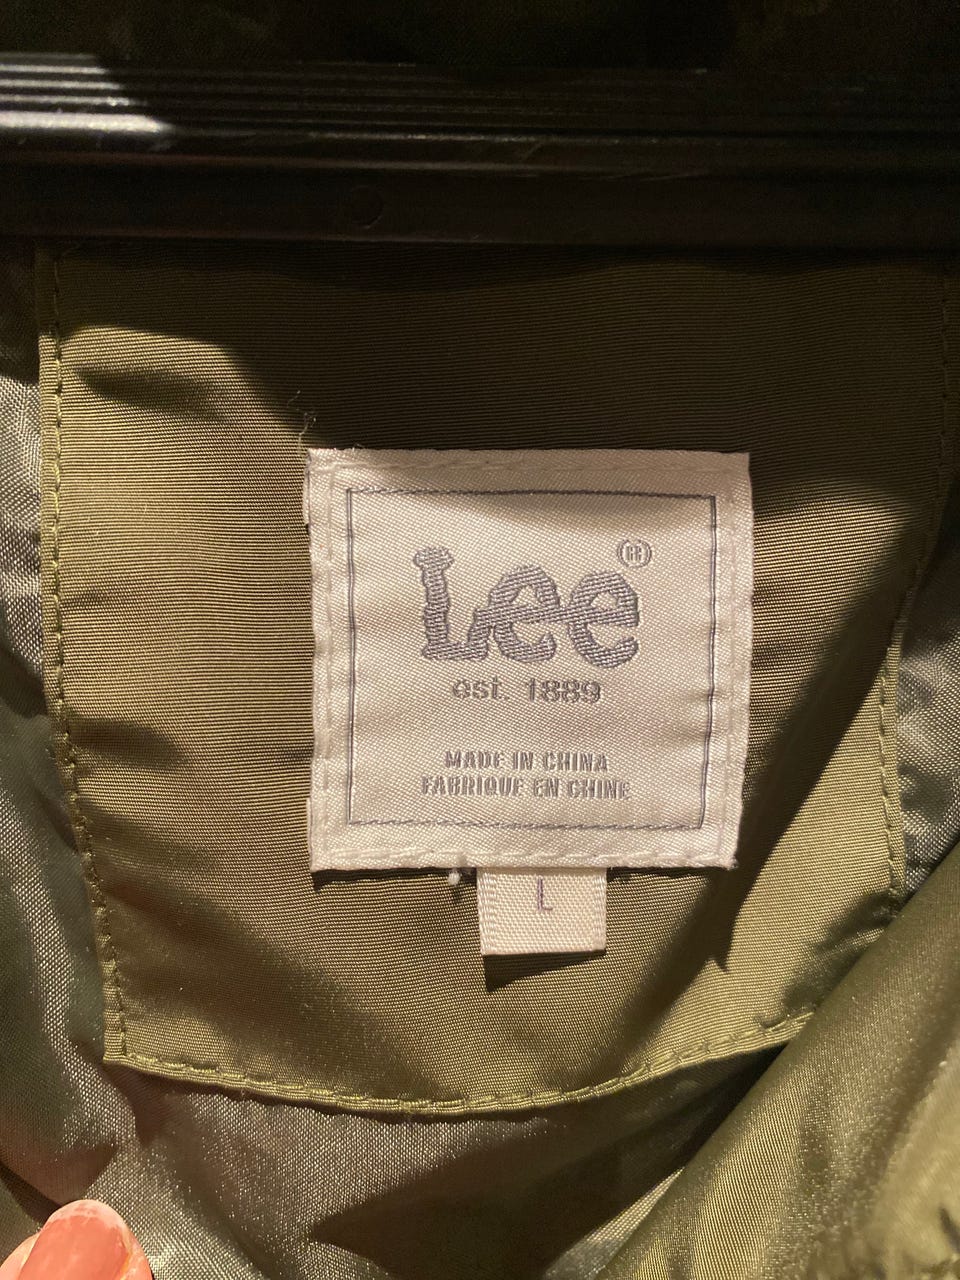 Lee®
est. 1889
MADE IN CHINA
FABRIQUE EN CHINE
L